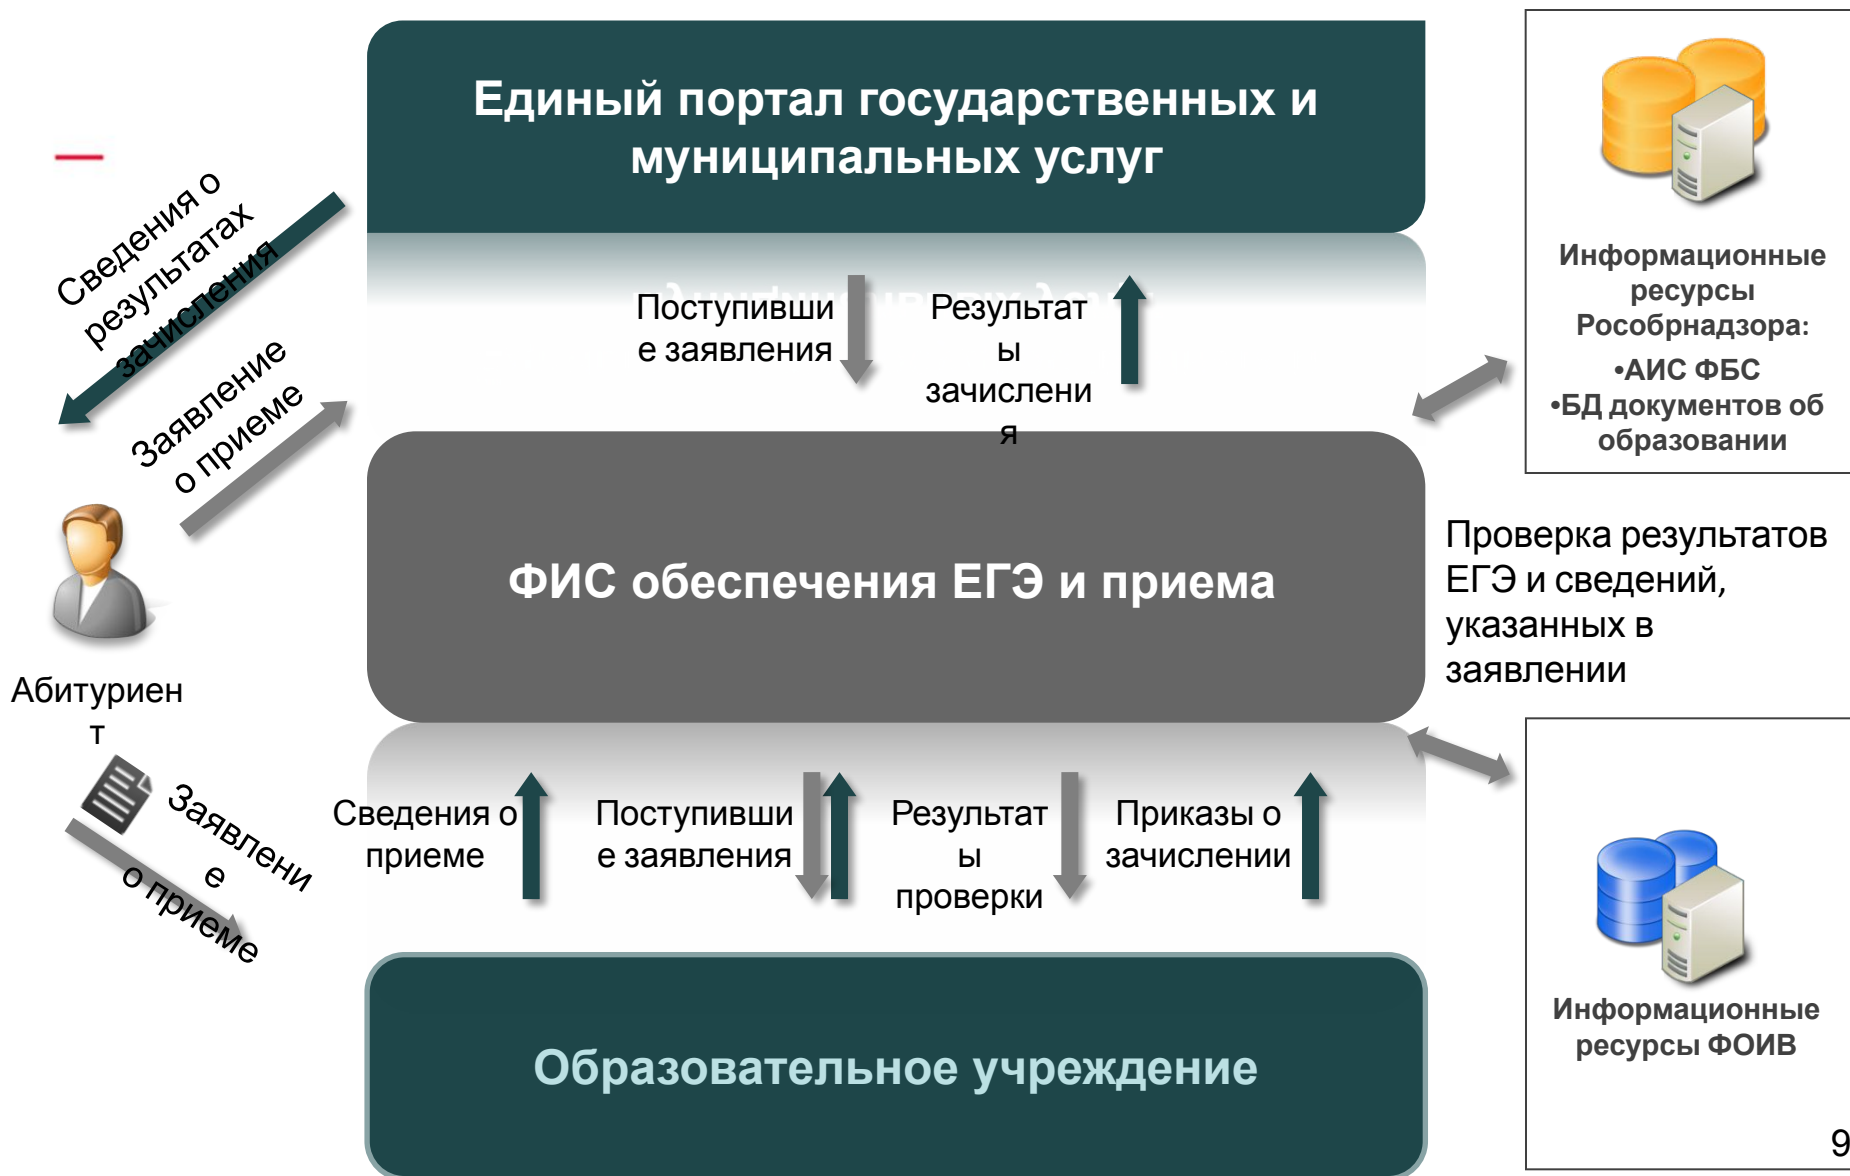 Единый портал государственных и
муниципальных услуг
Сведения о
результатах
зачисления
Заявление
о приеме
Поступивши
е заявления
Результат
ы
зачислени
я
Информационные
ресурсы
Рособрнадзора:
•АИС ФБС
•БД документов об
образовании
ФИС обеспечения ЕГЭ и приема
Проверка результатов
ЕГЭ и сведений,
указанных в
заявлении
Абитуриен
т
Заявлени
е
о приеме
Сведения о
приеме
Поступивши
е заявления
Результат
ы
проверки
Приказы о
зачислении
Образовательное учреждение
Информационные
ресурсы ФОИВ
9